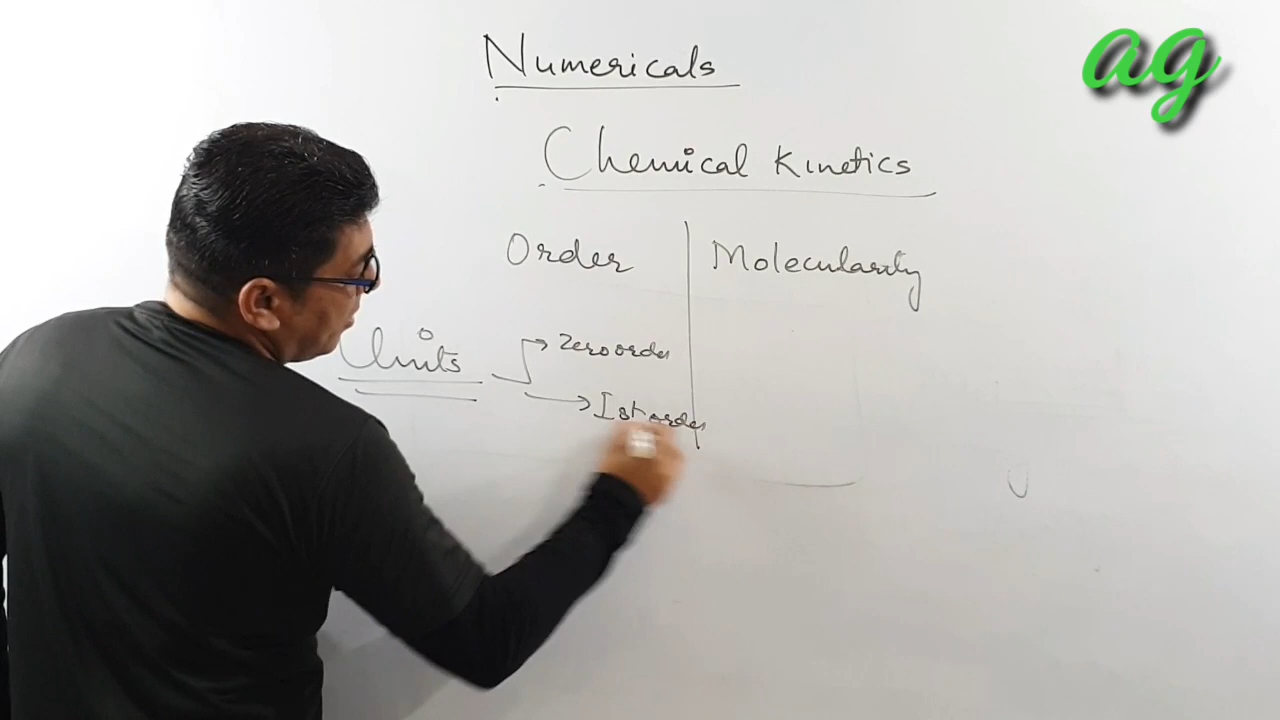 ag
Numericals
Chemical Kinetics
Order Molecularity
Units
Zero order
Ist order